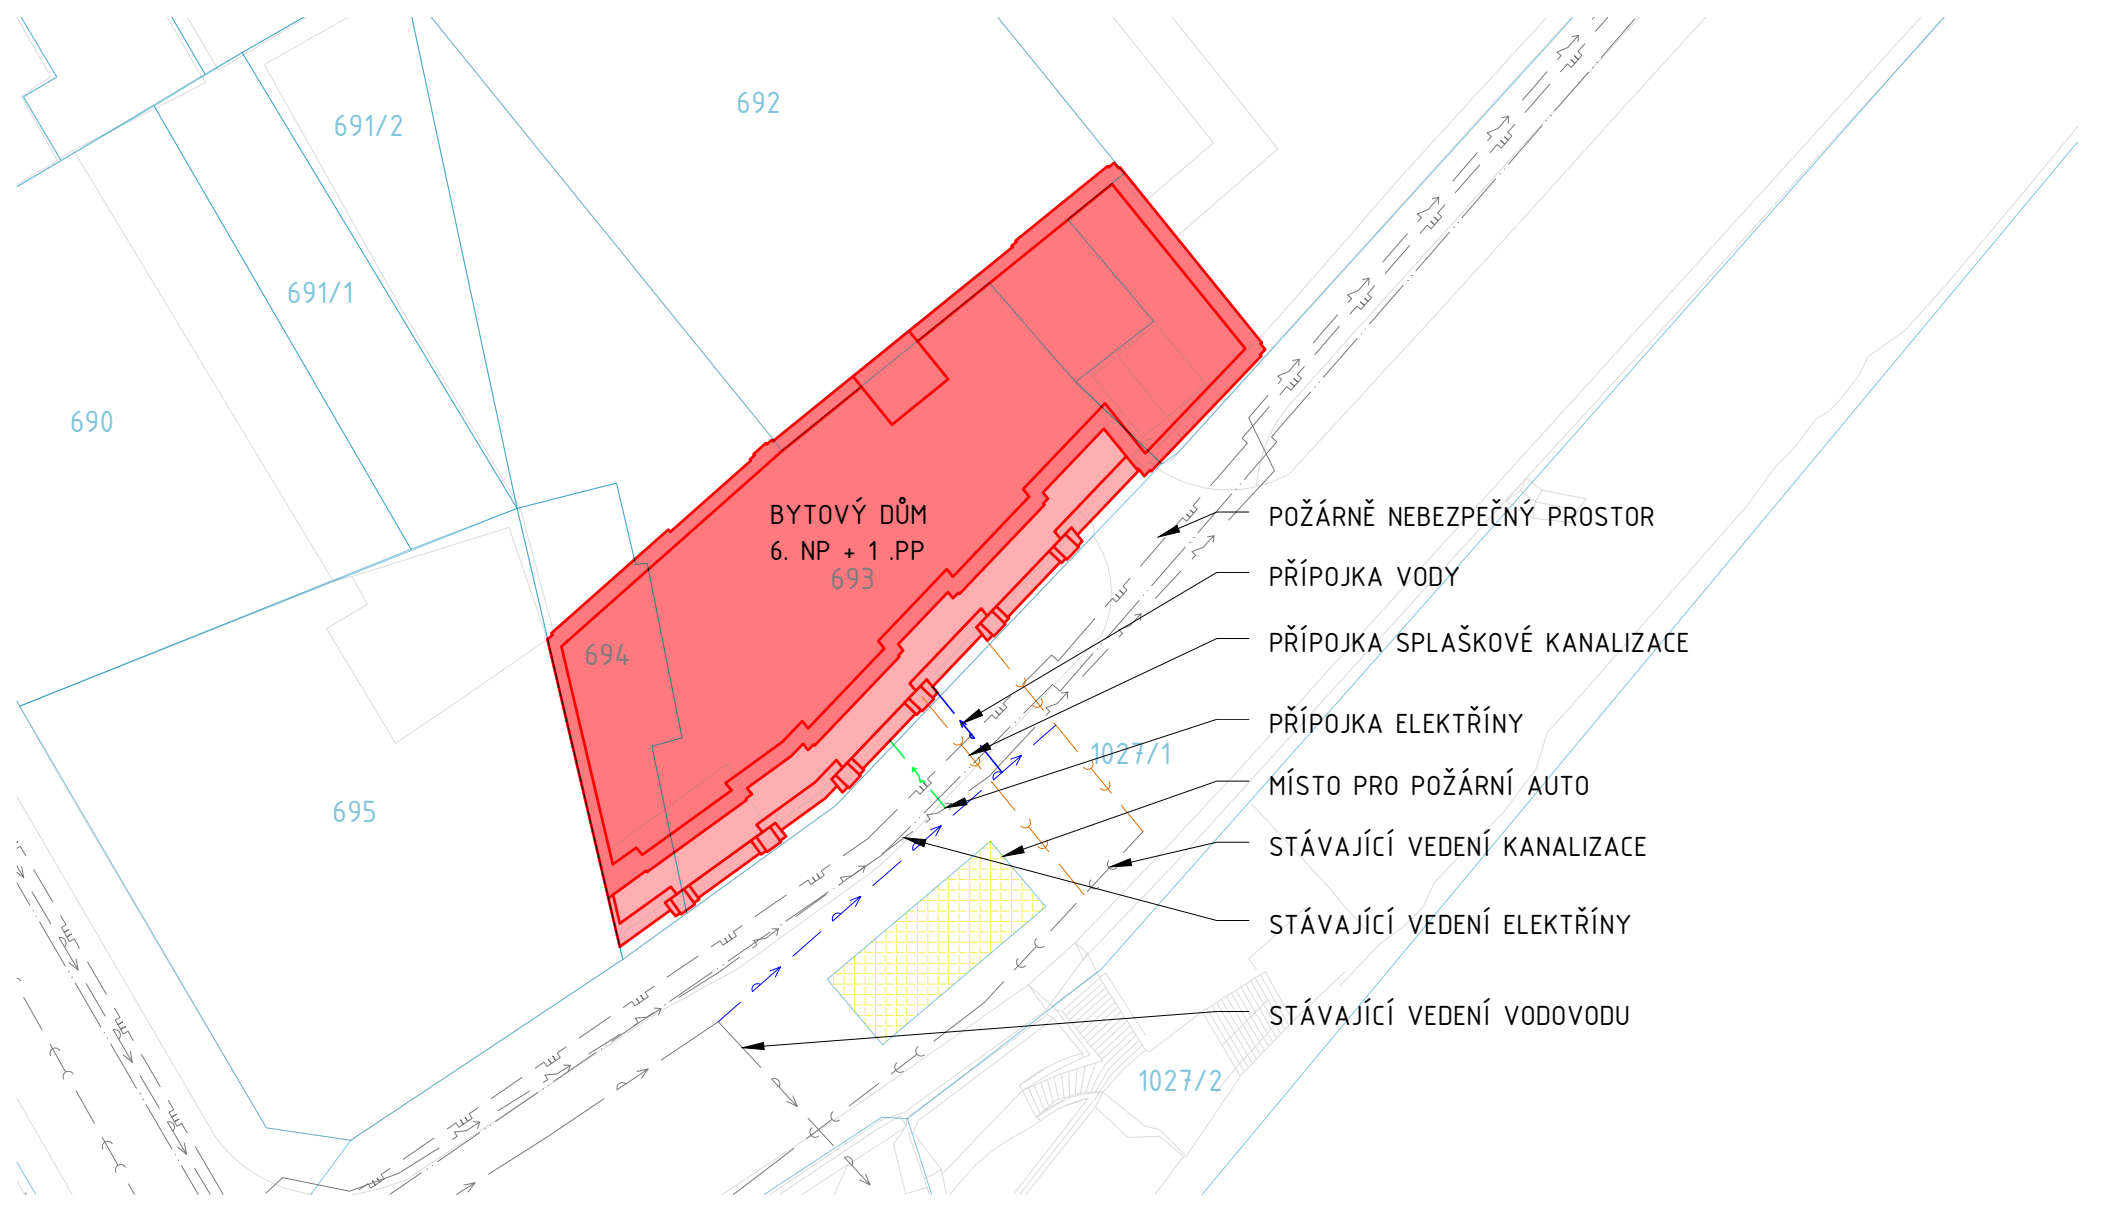 692
691/2
691/1
690
BYTOVÝ DŮM
6. NP + 1 .PP
693
694
695
POŽÁRNĚ NEBEZPEČNÝ PROSTOR
PŘÍPOJKA VODY
PŘÍPOJKA SPLAŠKOVÉ KANALIZACE
PŘÍPOJKA ELEKTŘÍNY
1027/1
MÍSTO PRO POŽÁRNÍ AUTO
STÁVAJÍCÍ VEDENÍ KANALIZACE
STÁVAJÍCÍ VEDENÍ ELEKTŘÍNY
STÁVAJÍCÍ VEDENÍ VODOVODU
1027/2